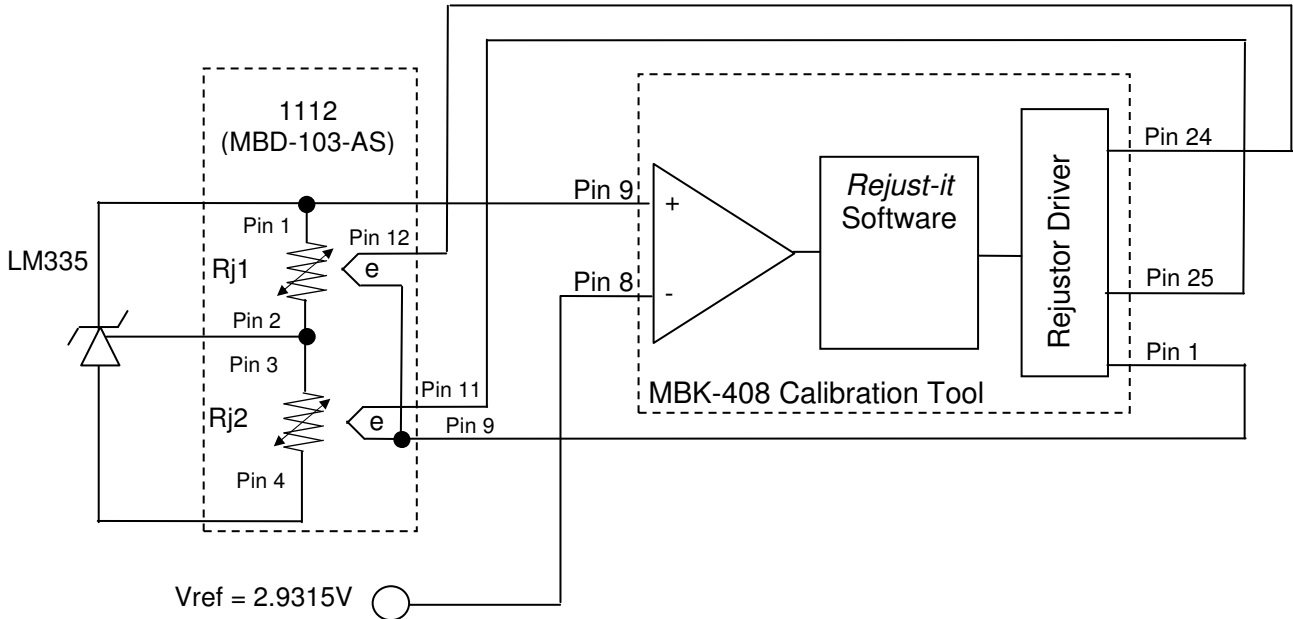 1112
(MBD-103-AS)
Pin 1
Pin 12
Rj1
e
LM335
Pin 2
Pin 3
Pin 11
Rj2
e
Pin 9
Pin 4
Vref = 2.9315V
Pin 9
+
Pin 8
-
Rejust-it
Software
Rejustor Driver
Pin 24
Pin 25
Pin 1
MBK-408 Calibration Tool